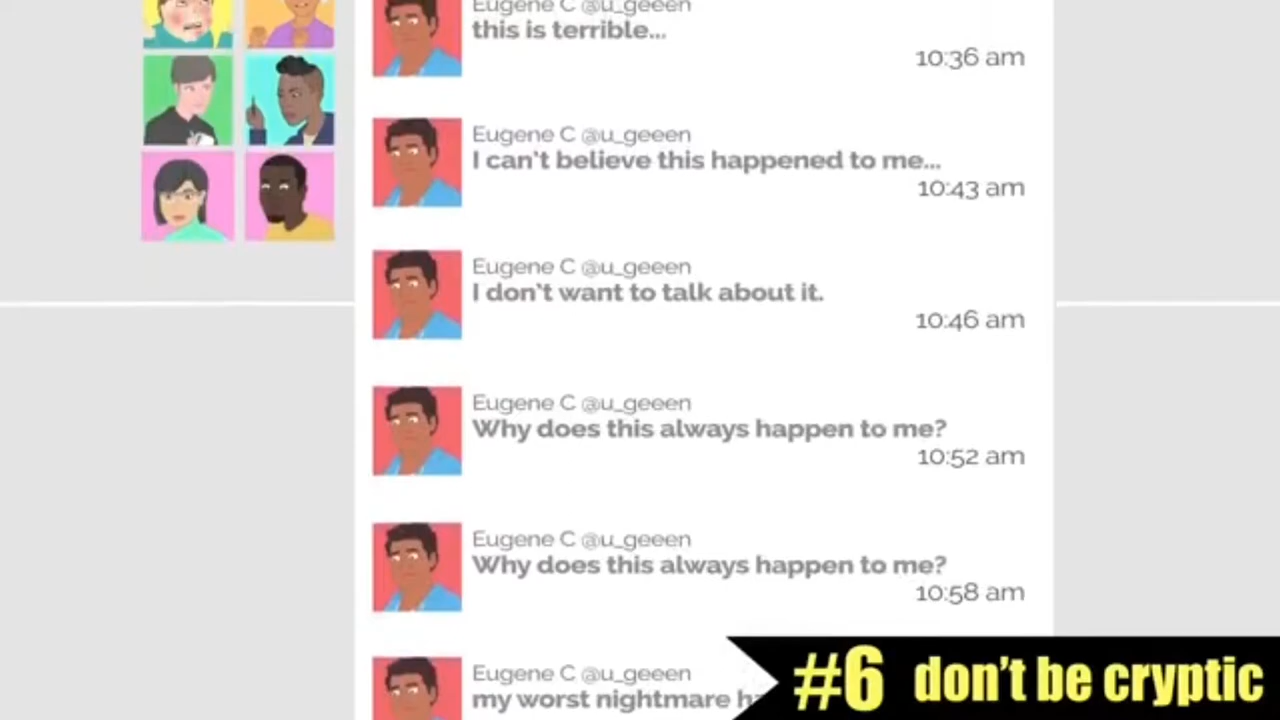 Eugene C @u_geeen
this is terrible...
10:36 am
Eugene C @u_geeen
I can't believe this happened to me...
10:43 am
Eugene C @u_geeen
I don't want to talk about it.
10:46 am
Eugene C @u_geeen
Why does this always happen to me?
10:52 am
Eugene C @u_geeen
Why does this always happen to me?
10:58 am
Eugene C @u_geeen
my worst nightmare
#6 don't be cryptic